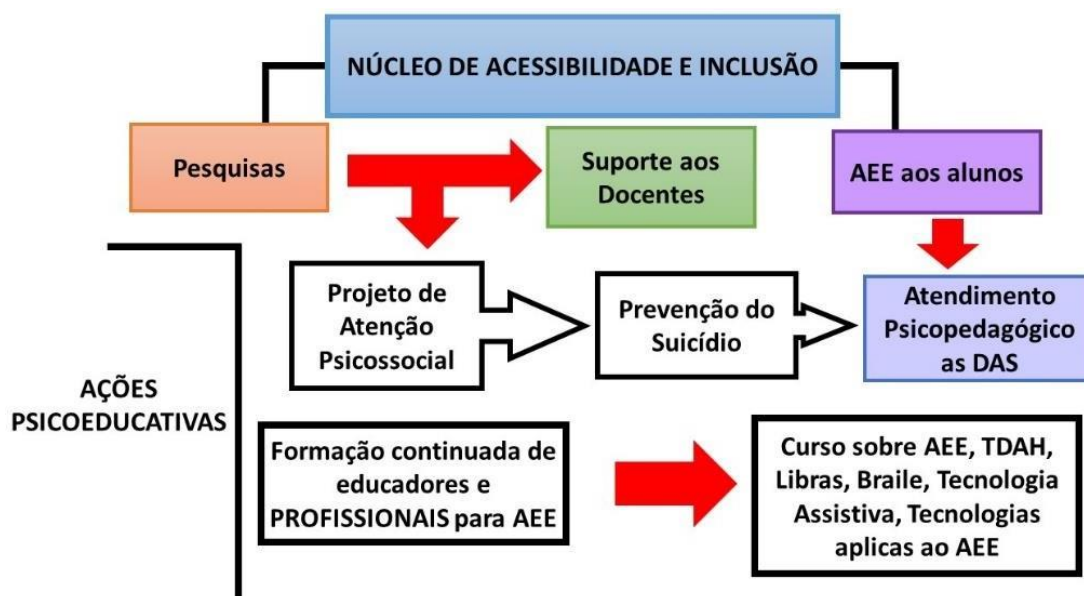 NÚCLEO DE ACESSIBILIDADE E INCLUSÃO
Pesquisas
Suporte aos
Docentes
AEE aos alunos
Projeto de
Atenção
Psicossocial
Prevenção do
Suicídio
Atendimento
Psicopedagógico
as DAS
AÇÕES
PSICOEDUCATIVAS
Formação continuada de
educadores e
PROFISSIONAIS para AEE
Curso sobre AEE, TDAH,
Libras, Braile, Tecnologia
Assistiva, Tecnologias
aplicas ao AEE